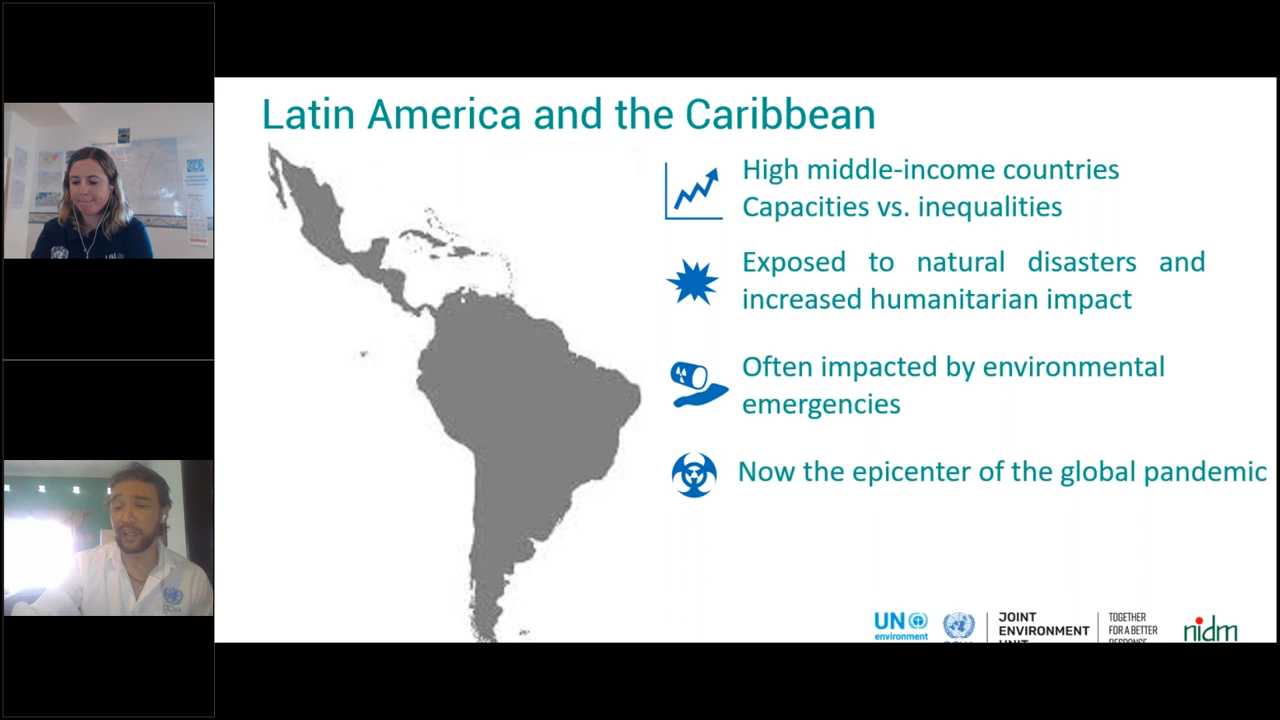 Latin America and the Caribbean
High middle-income countries
Capacities vs. inequalities
Exposed to natural disasters and
increased humanitarian impact
Often impacted by environmental
emergencies
Now the epicenter of the global pandemic
UN
environment
JOINT
ENVIRONMENT
UNIT
TOGETHER
FOR A BETTER
RESPONSE
nidm